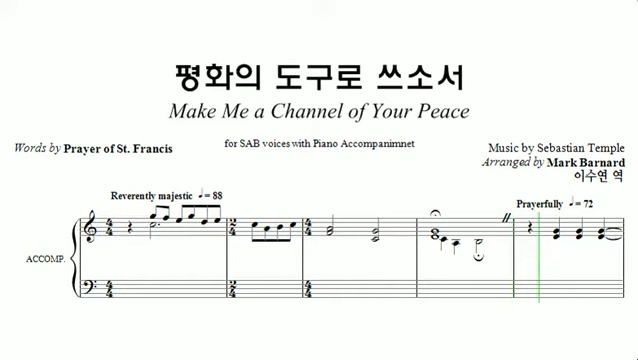 평화의 도구로 쓰소서
Make Me a Channel of Your Peace
for SAB voices with Piano Accompanimnet
Words by Prayer of St. Francis
Music by Sebastian Temple
Arranged by Mark Barnard
이수연 역
Reverently majestic ♩= 88
Prayerfully ♩= 72
ACCOMP.